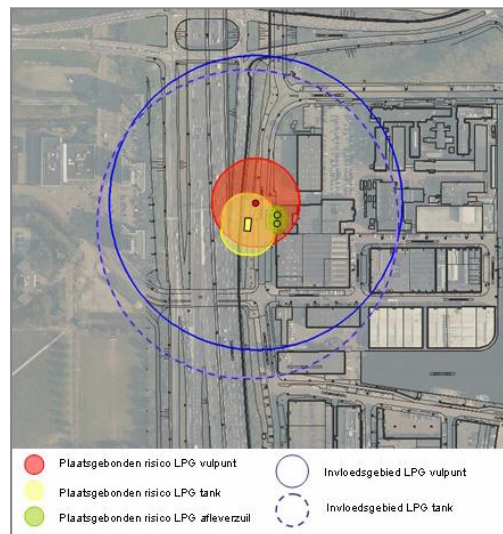 Plaatsgebonden risico LPG vulpunt
Plaatsgebonden risico LPG tank
Plaatsgebonden risico LPG afleverzuil
Invloedsgebied LPG vulpunt
Invloedsgebied LPG tank